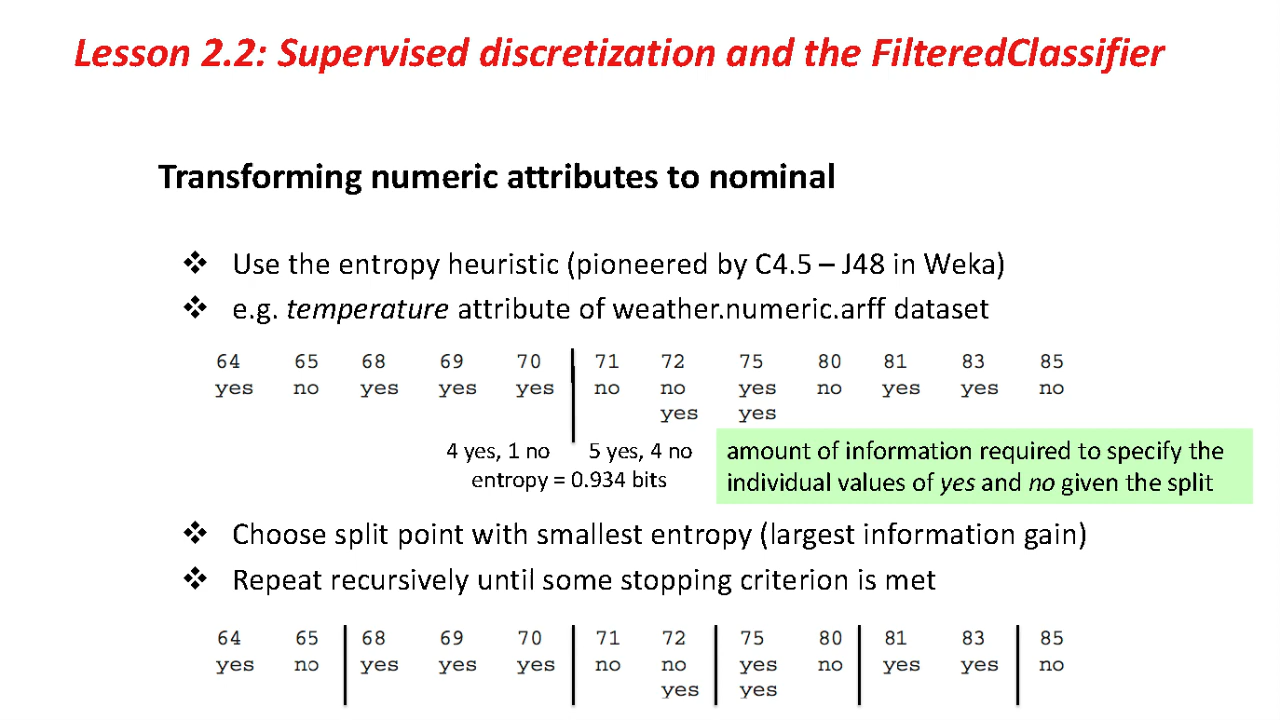 Lesson 2.2: Supervised discretization and the FilteredClassifier
Transforming numeric attributes to nominal
❖ Use the entropy heuristic (pioneered by C4.5 – J48 in Weka)
❖ e.g. temperature attribute of weather.numeric.arff dataset
64 65 68 69 70 71 72 75 80 81 83 85
yes no yes yes yes no no yes no yes yes no
yes yes
4 yes, 1 no 5 yes, 4 no
entropy = 0.934 bits
amount of information required to specify the
individual values of yes and no given the split
❖ Choose split point with smallest entropy (largest information gain)
❖ Repeat recursively until some stopping criterion is met
64 65 68 69 70 71 72 75 80 81 83 85
yes no yes yes yes no no yes no yes yes no
yes yes